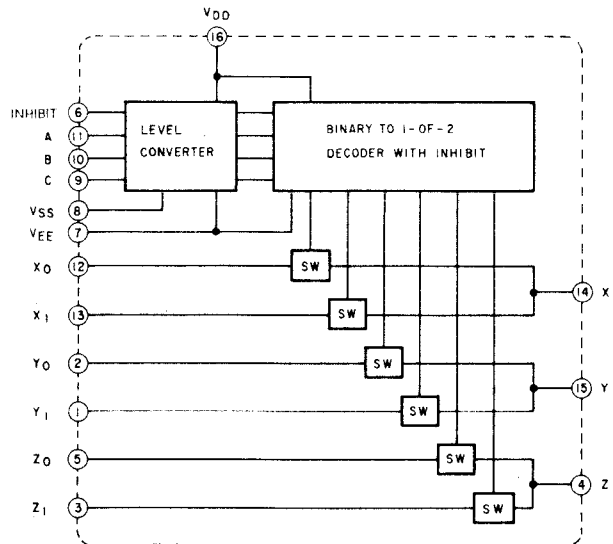 VDD
16
INHIBIT 6
A 11
B 10
C 9
LEVEL
CONVERTER
BINARY TO 1-OF-2
DECODER WITH INHIBIT
VSS 8
VEE 7
X0 12
SW
14 X
X1 13
SW
Y0 2
SW
15 Y
Y1 1
SW
Z0 5
SW
4 Z
Z1 3
SW